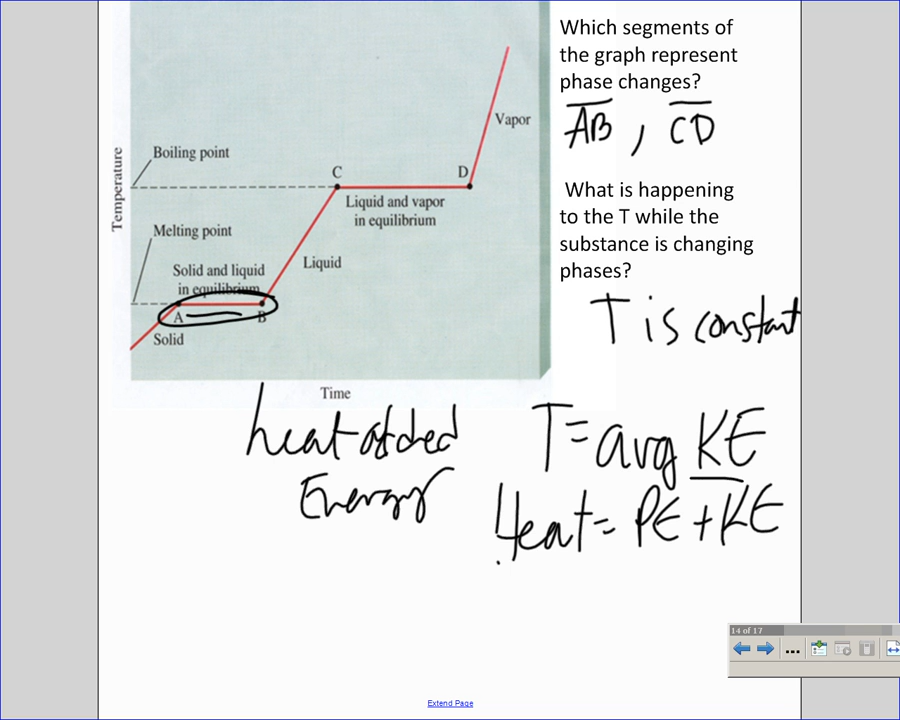 Which segments of
the graph represent
phase changes?
AB , CD
What is happening
to the T while the
substance is changing
phases?
T is constant
Temperature
Boiling point
Melting point
Solid and liquid
in equilibrium
A
B
Solid
Liquid
C
D
Liquid and vapor
in equilibrium
Vapor
Time
heat added
Energy
T = avg KE
Heat = PE + KE
14 of 17
...
Extend Page